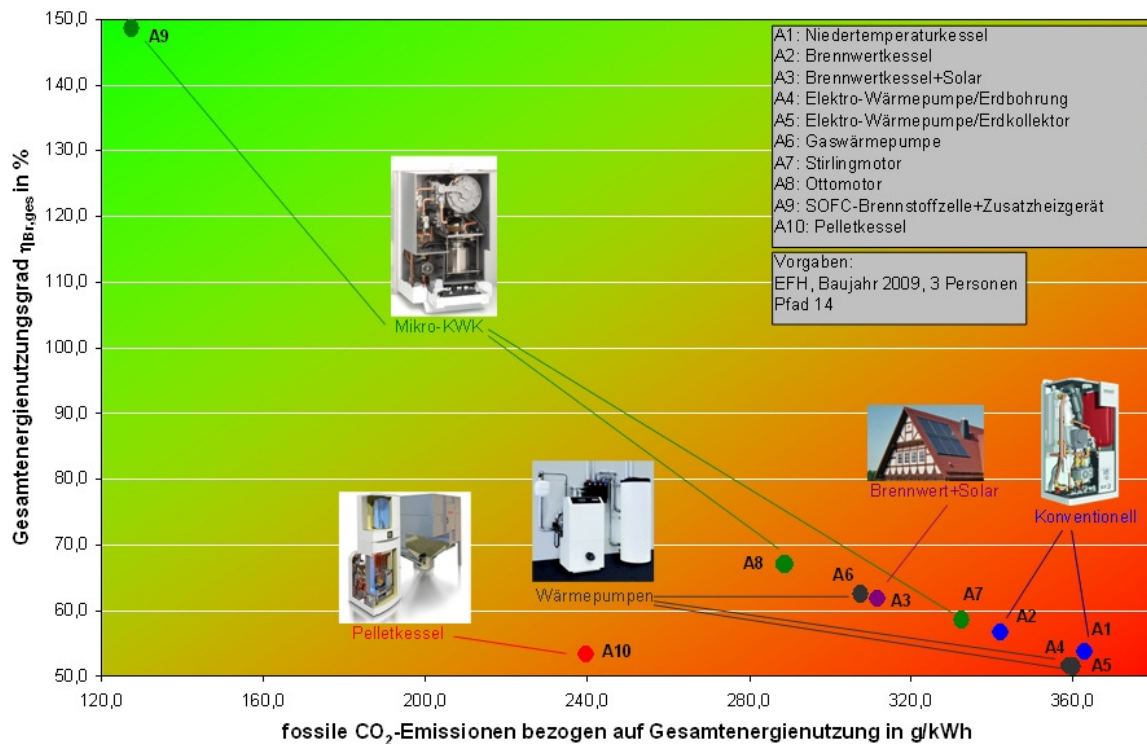 150,0
140,0
130,0
120,0
110,0
100,0
90,0
80,0
70,0
60,0
50,0
Gesamtenergienutzungsgrad ηBr,ges in %
A9
A1: Niedertemperaturkessel
A2: Brennwertkessel
A3: Brennwertkessel+Solar
A4: Elektro-Wärmepumpe/Erdbohrung
A5: Elektro-Wärmepumpe/Erdkollektor
A6: Gaswärmepumpe
A7: Stirlingmotor
A8: Ottomotor
A9: SOFC-Brennstoffzelle+Zusatzheizgerät
A10: Pelletkessel
Vorgaben:
EFH, Baujahr 2009, 3 Personen
Pfad 14
Mikro-KWK
Brennwert+Solar
Konventionell
A8
A6
A3
A7
A2
A1
Wärmepumpen
Pelletkessel
A10
A4
A5
120,0 160,0 200,0 240,0 280,0 320,0 360,0
fossile CO₂-Emissionen bezogen auf Gesamtenergienutzung in g/kWh